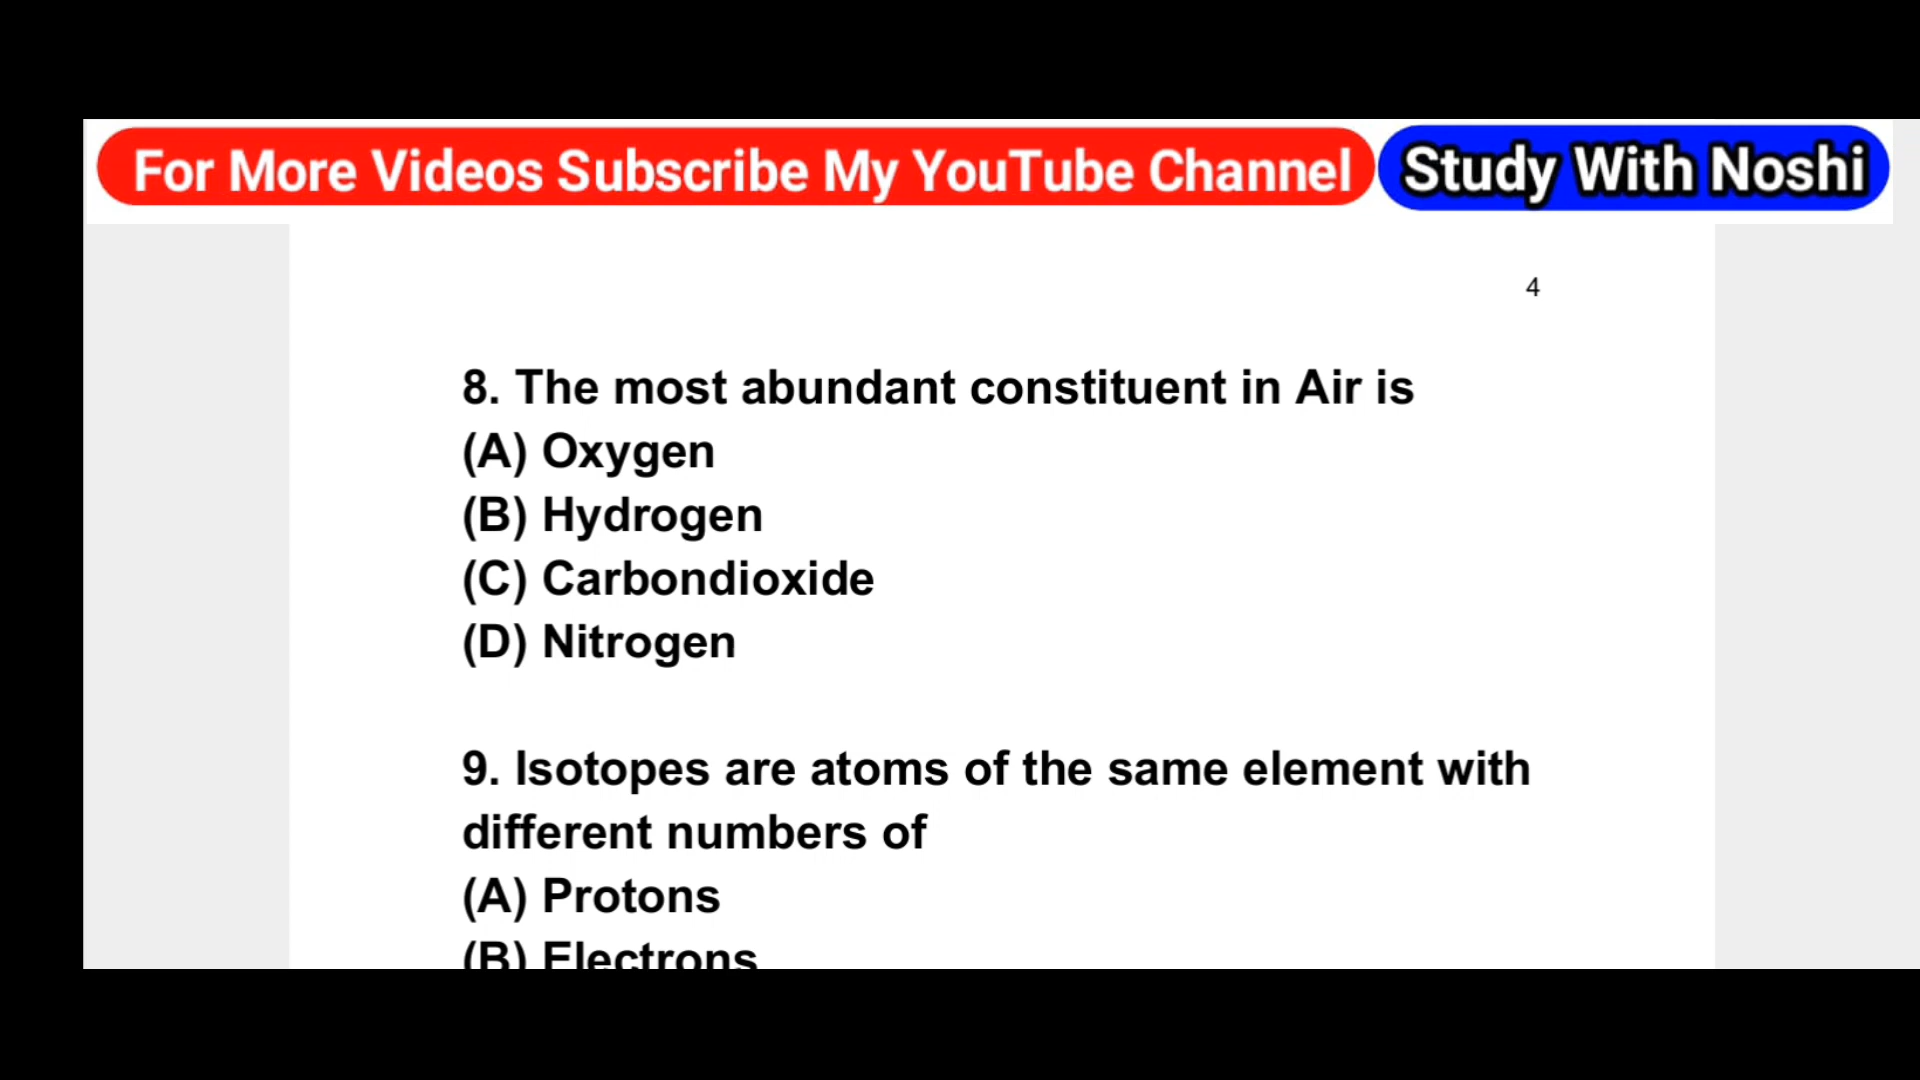 For More Videos Subscribe My YouTube Channel Study With Noshi
4
8. The most abundant constituent in Air is
(A) Oxygen
(B) Hydrogen
(C) Carbondioxide
(D) Nitrogen
9. Isotopes are atoms of the same element with
different numbers of
(A) Protons
(B) Electrons